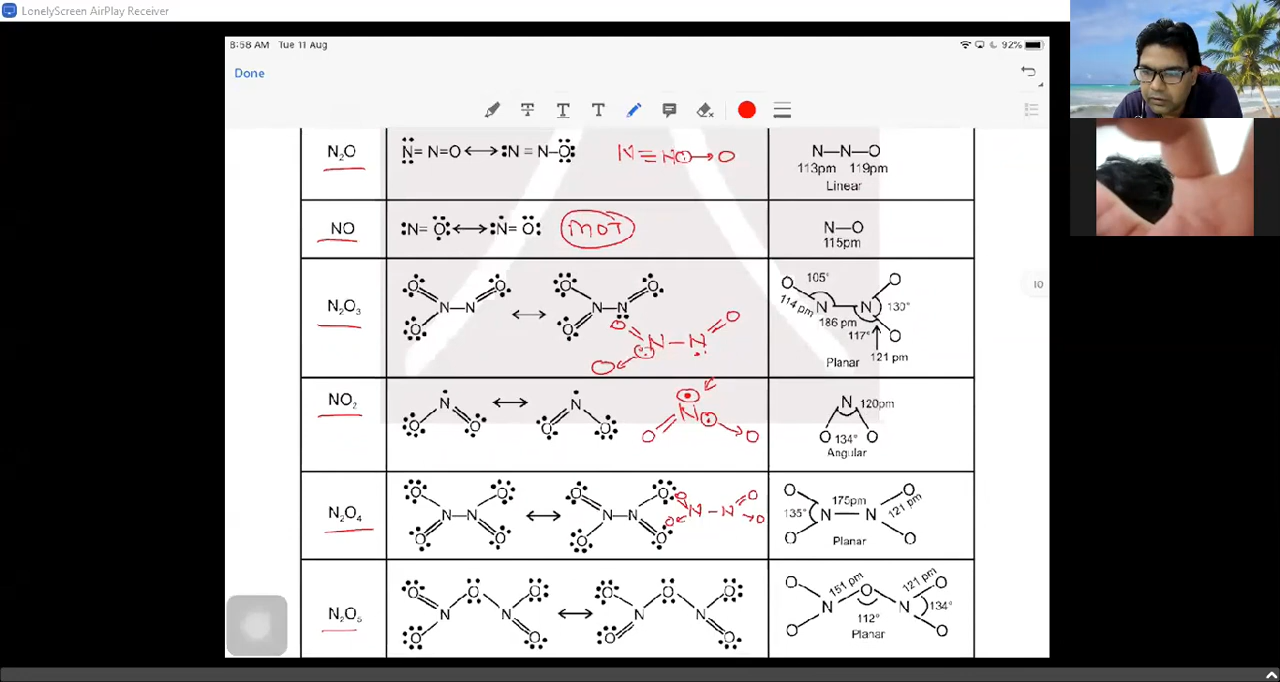 LonelyScreen AirPlay Receiver
8:58 AM Tue 11 Aug
92%
Done
T T T
10
N₂O
N=N=O↔:N=N–O:
N≡N→O
N—N—O
113pm 119pm
Linear
NO
:N=O↔:N=O:
MOT
N—O
115pm
N₂O₃
O N—N O O ↔ O N—N O O
O N–N O O
105°
O N—N O O
114 pm
186 pm
130°
117°
121 pm
Planar
NO₂
N O O ↔ N O O
N O O
N
120pm
O 134° O
Angular
N₂O₄
O O N—N O O ↔ O O N—N O O
O O N–N O O
O O N—N O O
135°
175pm
121 pm
Planar
N₂O₅
O O N O N O O ↔ O O N O N O O
O O N O N O O
151 pm
121 pm
134°
112°
Planar